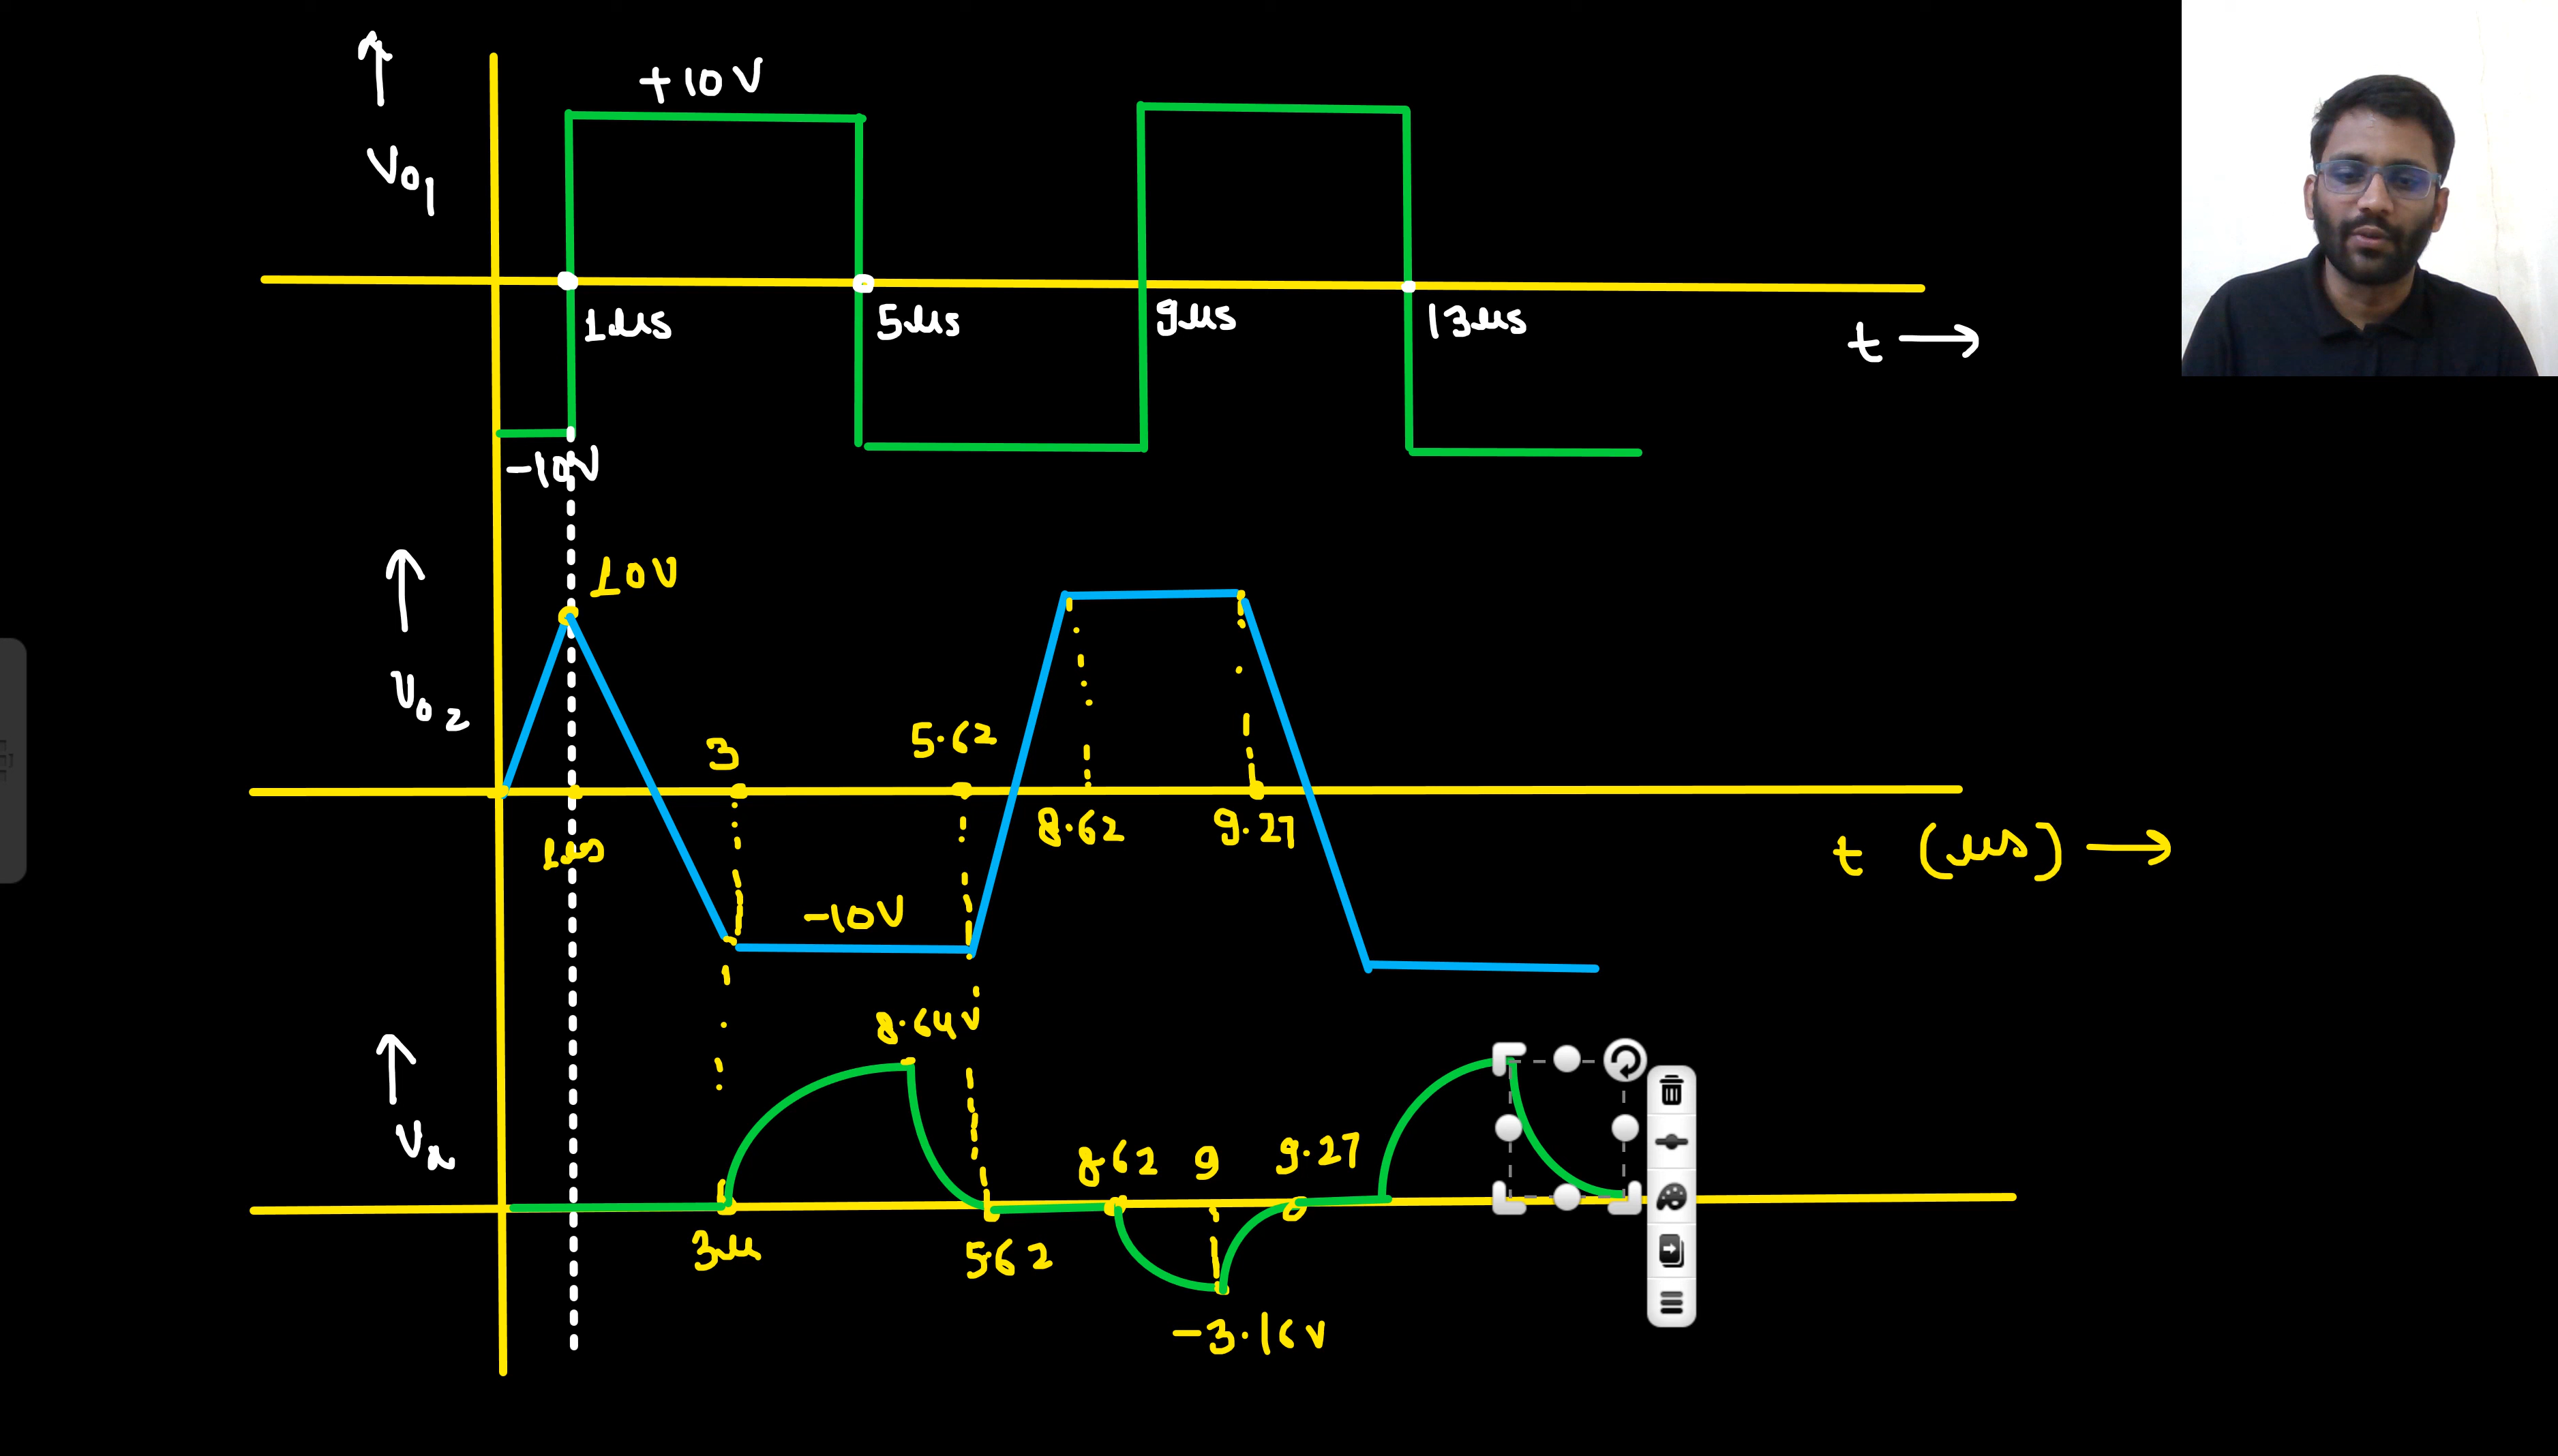 +10V
Vo1
1μs
5μs
9μs
13μs
t →
-10V
10V
Vo2
3
5.62
1μs
8.62
9.27
t (μs) →
-10V
8.64V
Vx
8.62
9
9.27
3μ
5.62
-3.16V